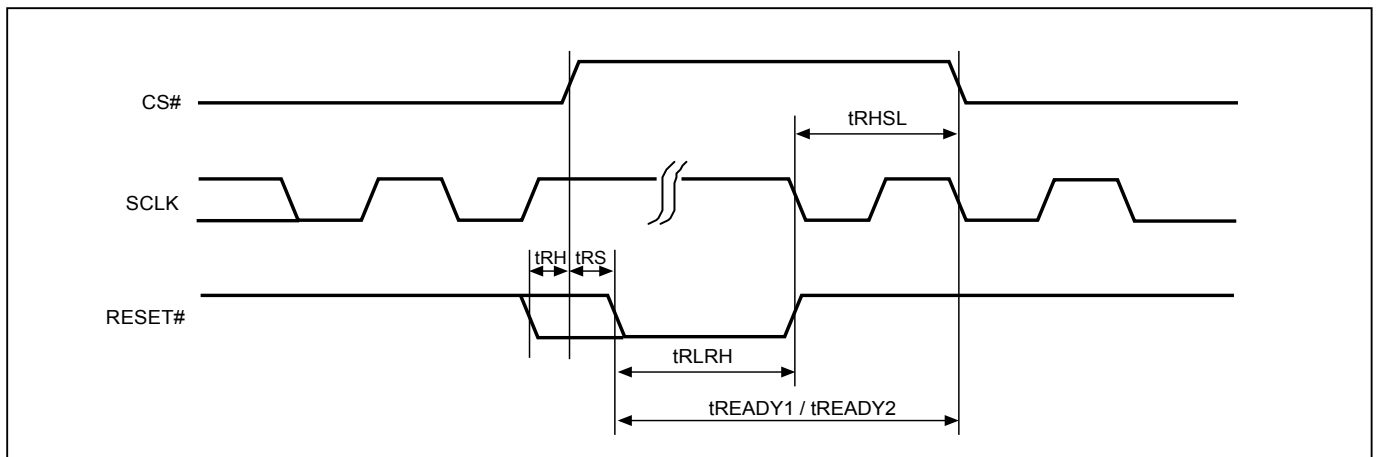 CS#
tRHSL
SCLK
tRH tRS
RESET#
tRLRH
tREADY1 / tREADY2